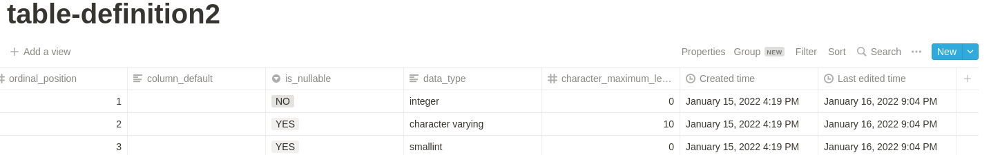 table-definition2
Add a view Properties Group NEW Filter Sort Search New
ordinal_position column_default is_nullable data_type character_maximum_le... Created time Last edited time
1 NO integer 0 January 15, 2022 4:19 PM January 16, 2022 9:04 PM
2 YES character varying 10 January 15, 2022 4:19 PM January 16, 2022 9:04 PM
3 YES smallint 0 January 15, 2022 4:19 PM January 16, 2022 9:04 PM